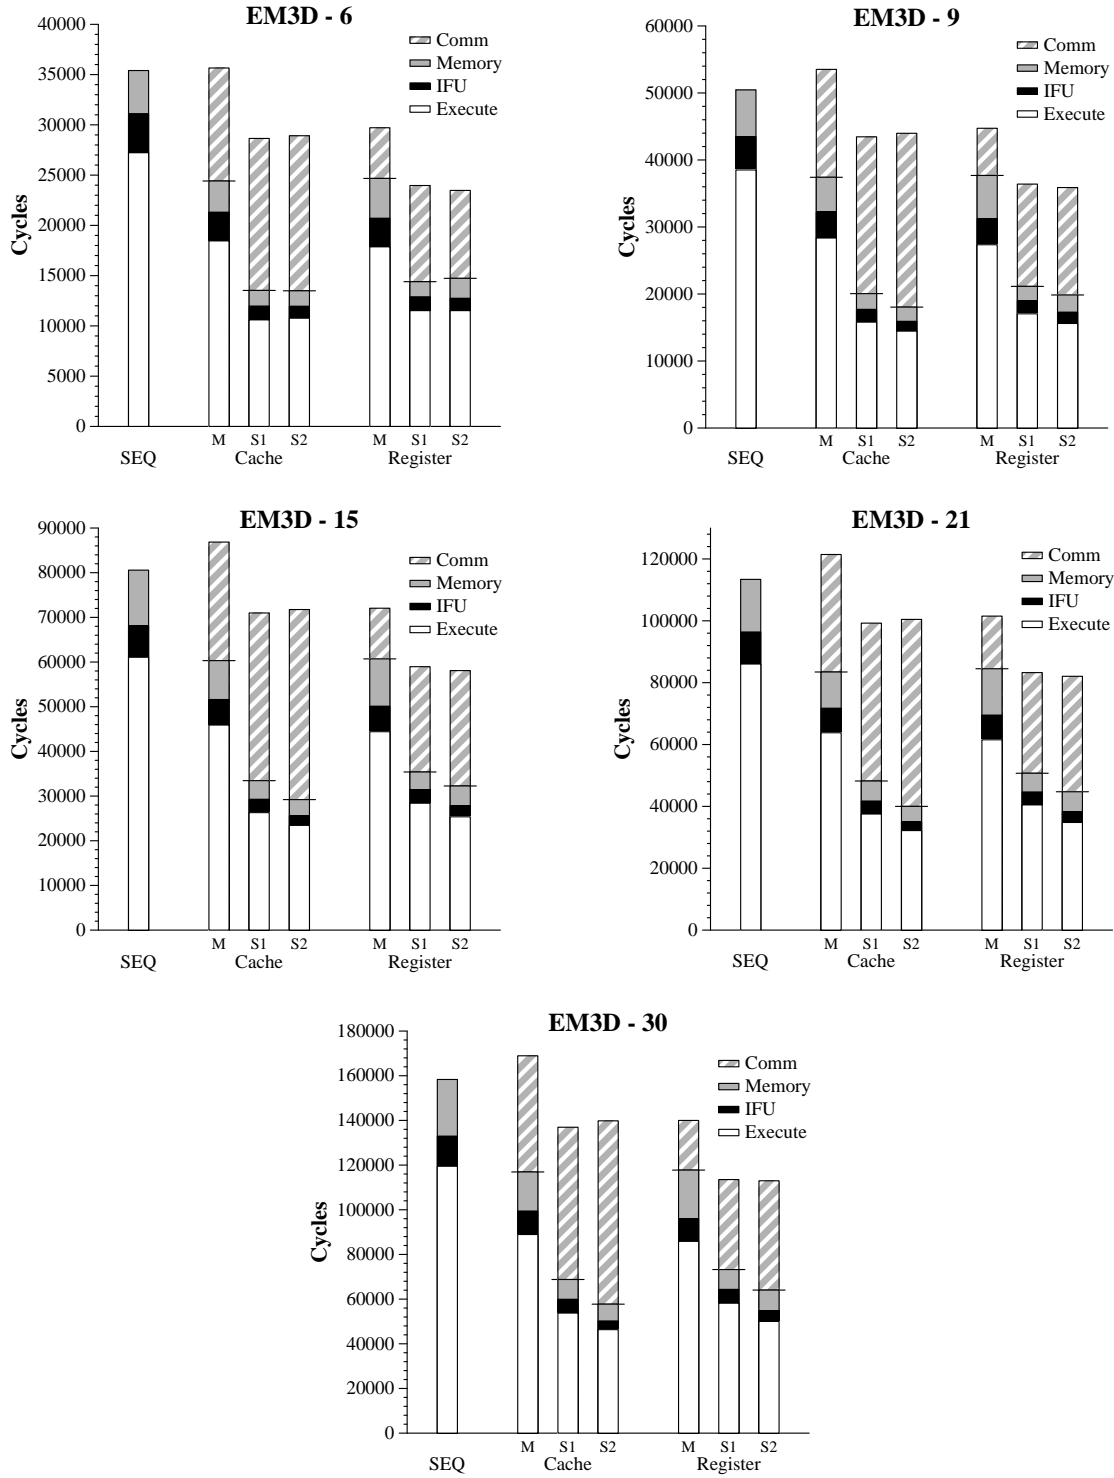 EM3D - 6
Cycles
40000
35000
30000
25000
20000
15000
10000
5000
0
Comm
Memory
IFU
Execute
M S1 S2 M S1 S2
SEQ Cache Register
EM3D - 9
Cycles
60000
50000
40000
30000
20000
10000
0
Comm
Memory
IFU
Execute
M S1 S2 M S1 S2
SEQ Cache Register
EM3D - 15
Cycles
90000
80000
70000
60000
50000
40000
30000
20000
10000
0
Comm
Memory
IFU
Execute
M S1 S2 M S1 S2
SEQ Cache Register
EM3D - 21
Cycles
120000
100000
80000
60000
40000
20000
0
Comm
Memory
IFU
Execute
M S1 S2 M S1 S2
SEQ Cache Register
EM3D - 30
Cycles
180000
160000
140000
120000
100000
80000
60000
40000
20000
0
Comm
Memory
IFU
Execute
M S1 S2 M S1 S2
SEQ Cache Register